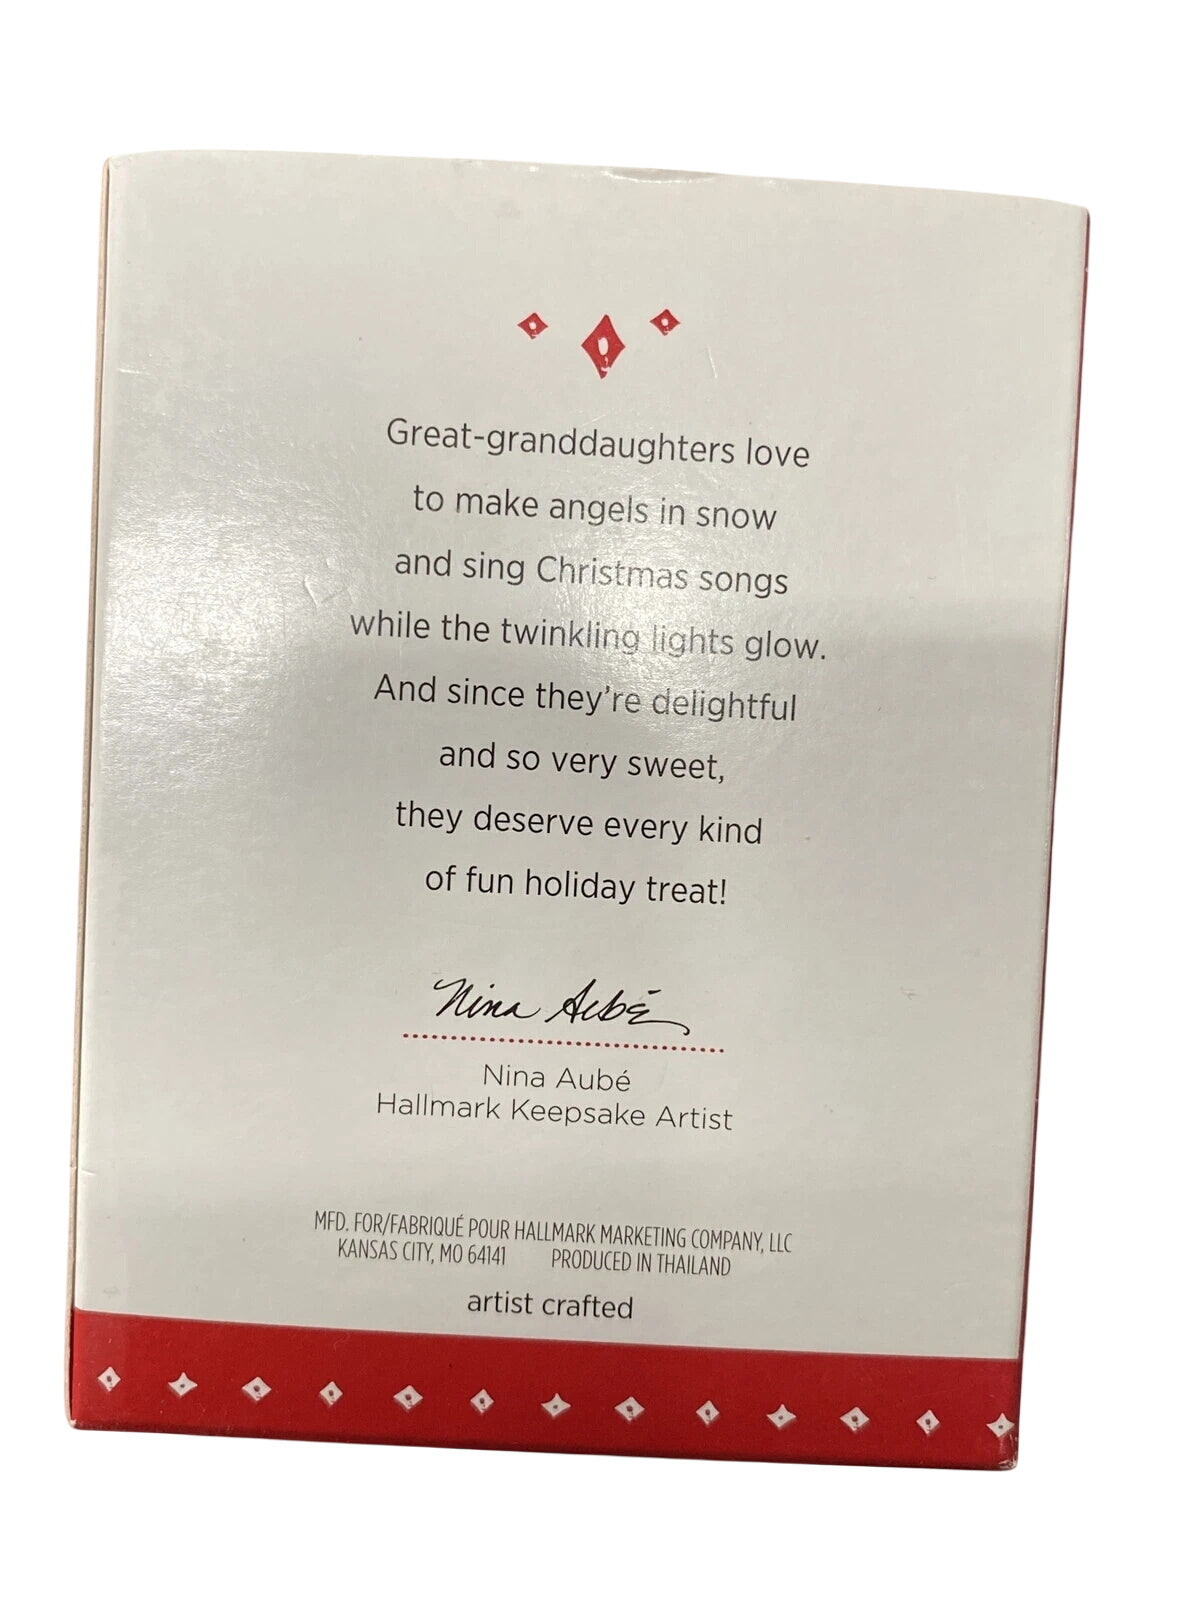 Great-granddaughters love
to make angels in snow
and sing Christmas songs
while the twinkling lights glow.
And since they're delightful
and so very sweet,
they deserve every kind
of fun holiday treat!
Nina Aubé
Nina Aubé
Hallmark Keepsake Artist
MFD. FOR/FABRIQUÉ POUR HALLMARK MARKETING COMPANY, LLC
KANSAS CITY, MO 64141 PRODUCED IN THAILAND
artist crafted